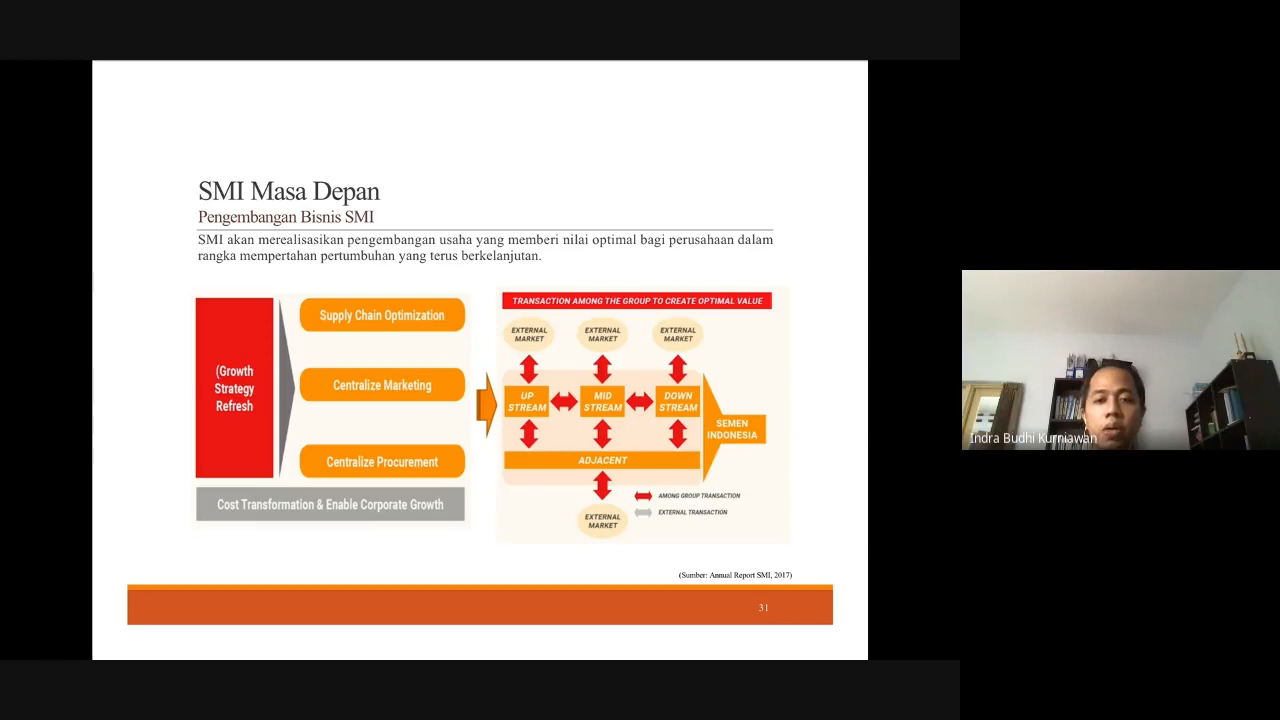 SMI Masa Depan
Pengembangan Bisnis SMI
SMI akan merealisasikan pengembangan usaha yang memberi nilai optimal bagi perusahaan dalam
rangka mempertahan pertumbuhan yang terus berkelanjutan.
(Growth
Strategy
Refresh
Supply Chain Optimization
Centralize Marketing
Centralize Procurement
Cost Transformation & Enable Corporate Growth
TRANSACTION AMONG THE GROUP TO CREATE OPTIMAL VALUE
EXTERNAL
MARKET
EXTERNAL
MARKET
EXTERNAL
MARKET
UP
STREAM
MID
STREAM
DOWN
STREAM
SEMEN
INDONESIA
ADJACENT
EXTERNAL
MARKET
AMONG GROUP TRANSACTION
EXTERNAL TRANSACTION
(Sumber: Annual Report SMI, 2017)
31
Indra Budhi Kurniawan